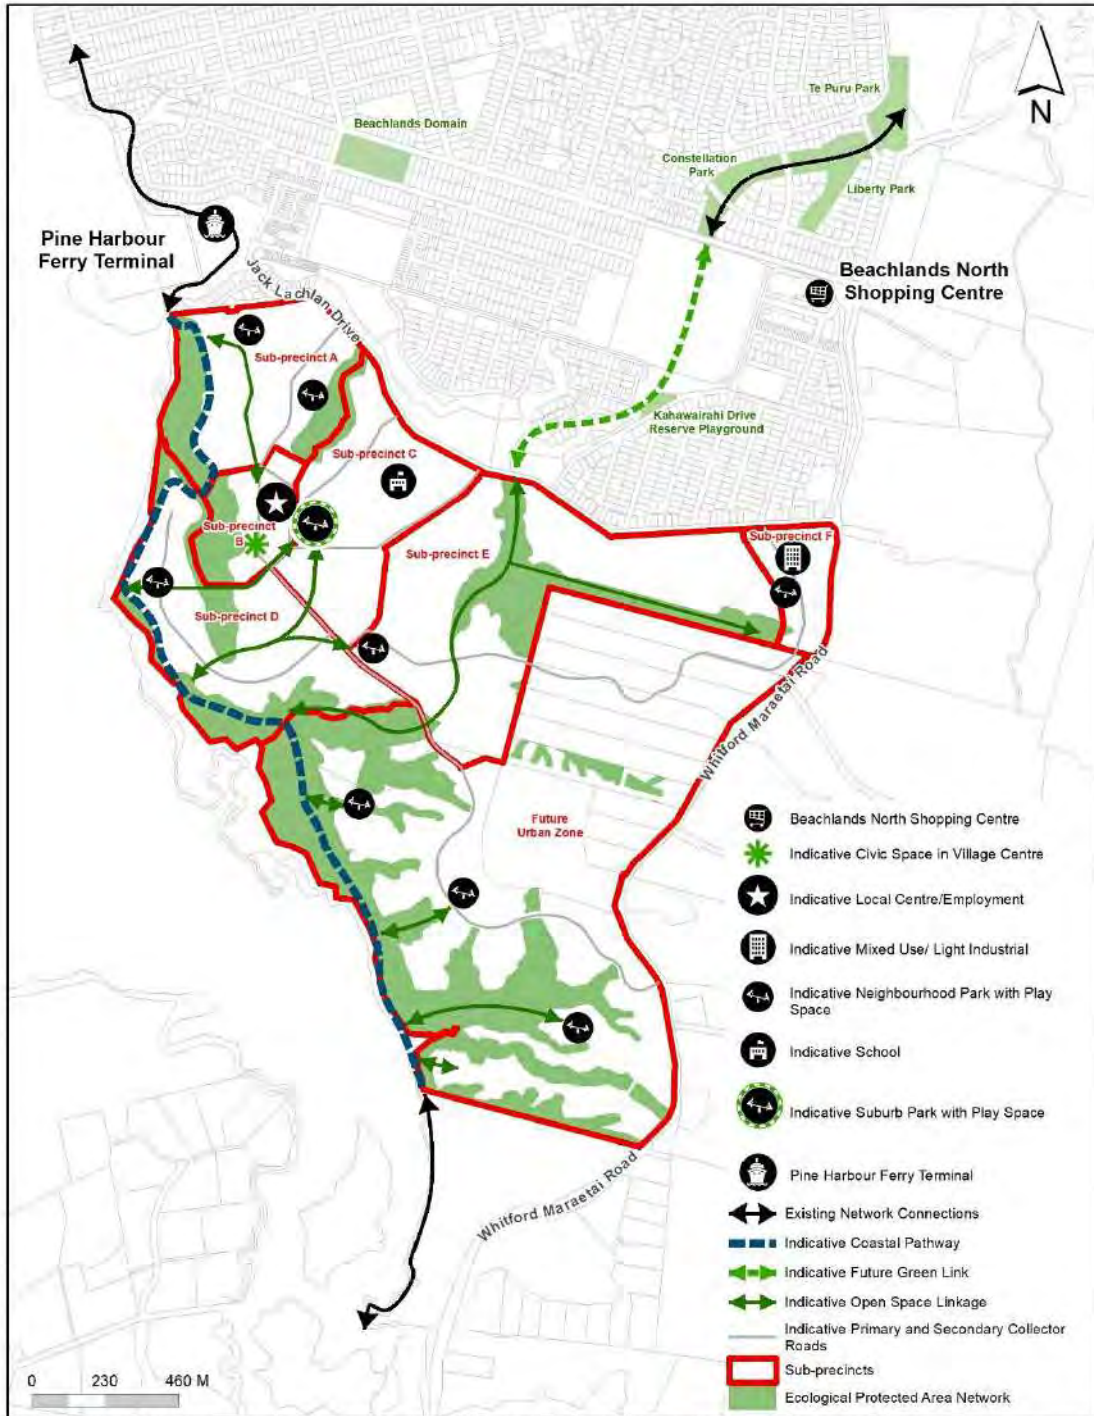 Te Puru Park
N
Beachlands Domain
Constellation
Park
Liberty Park
Pine Harbour
Ferry Terminal
Beachlands North
Shopping Centre
Jack Lachlan Drive
Sub-precinct A
Kahawairahi Drive
Reserve Playground
Sub-precinct C
Sub-precinct
B
Sub-precinct E
Sub-precinct F
Sub-precinct D
Whitford Maraetai Road
Future
Urban Zone
Whitford Maraetai Road
Beachlands North Shopping Centre
Indicative Civic Space in Village Centre
Indicative Local Centre/Employment
Indicative Mixed Use/ Light Industrial
Indicative Neighbourhood Park with Play
Space
Indicative School
Indicative Suburb Park with Play Space
Pine Harbour Ferry Terminal
Existing Network Connections
Indicative Coastal Pathway
Indicative Future Green Link
Indicative Open Space Linkage
Indicative Primary and Secondary Collector
Roads
Sub-precincts
Ecological Protected Area Network
0 230 460 M